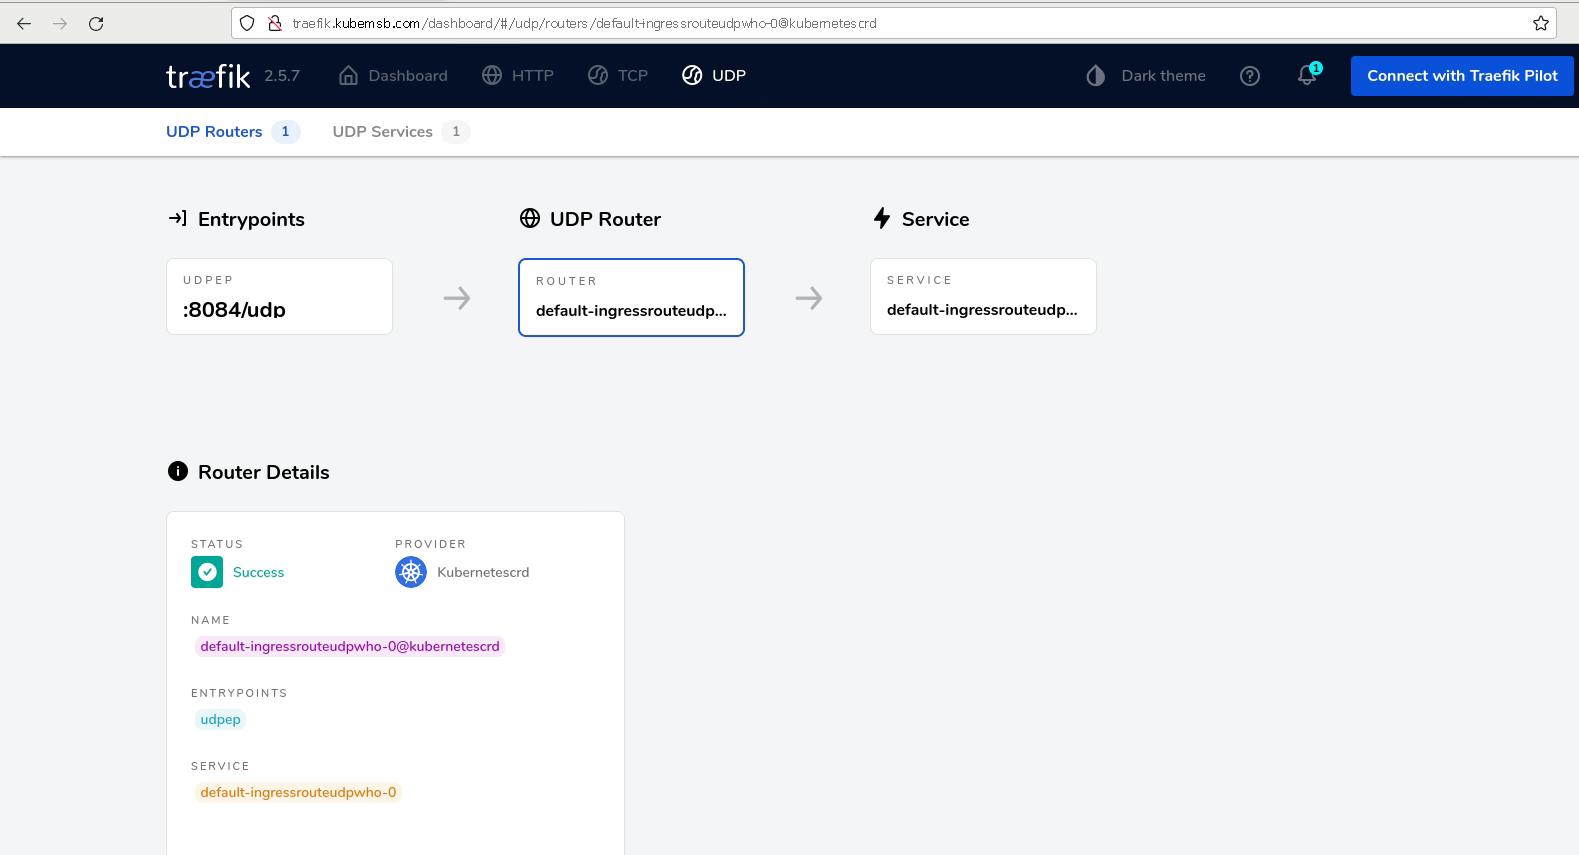 traefik.kubemsb.com/dashboard/#/udp/routers/default-ingressrouteudpwho-0@kubernetescrd
træfik 2.5.7 Dashboard HTTP TCP UDP Dark theme 1 Connect with Traefik Pilot
UDP Routers 1 UDP Services 1
Entrypoints UDP Router Service
UDPEP ROUTER SERVICE
:8084/udp default-ingressrouteudp... default-ingressrouteudp...
Router Details
STATUS PROVIDER
Success Kubernetescrd
NAME
default-ingressrouteudpwho-0@kubernetescrd
ENTRYPOINTS
udpep
SERVICE
default-ingressrouteudpwho-0